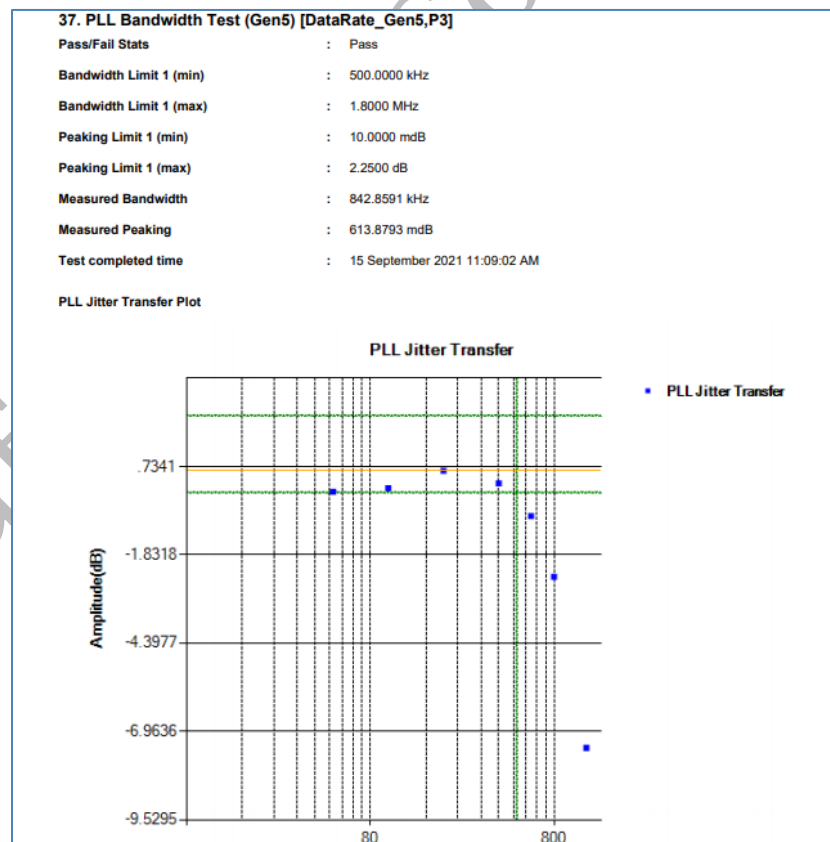 37. PLL Bandwidth Test (Gen5) [DataRate_Gen5,P3]
Pass/Fail Stats : Pass
Bandwidth Limit 1 (min) : 500.0000 kHz
Bandwidth Limit 1 (max) : 1.8000 MHz
Peaking Limit 1 (min) : 10.0000 mdB
Peaking Limit 1 (max) : 2.2500 dB
Measured Bandwidth : 842.8591 kHz
Measured Peaking : 613.8793 mdB
Test completed time : 15 September 2021 11:09:02 AM
PLL Jitter Transfer Plot
PLL Jitter Transfer
PLL Jitter Transfer
.7341
-1.8318
-4.3977
-6.9636
-9.5295
Amplitude(dB)
80
800